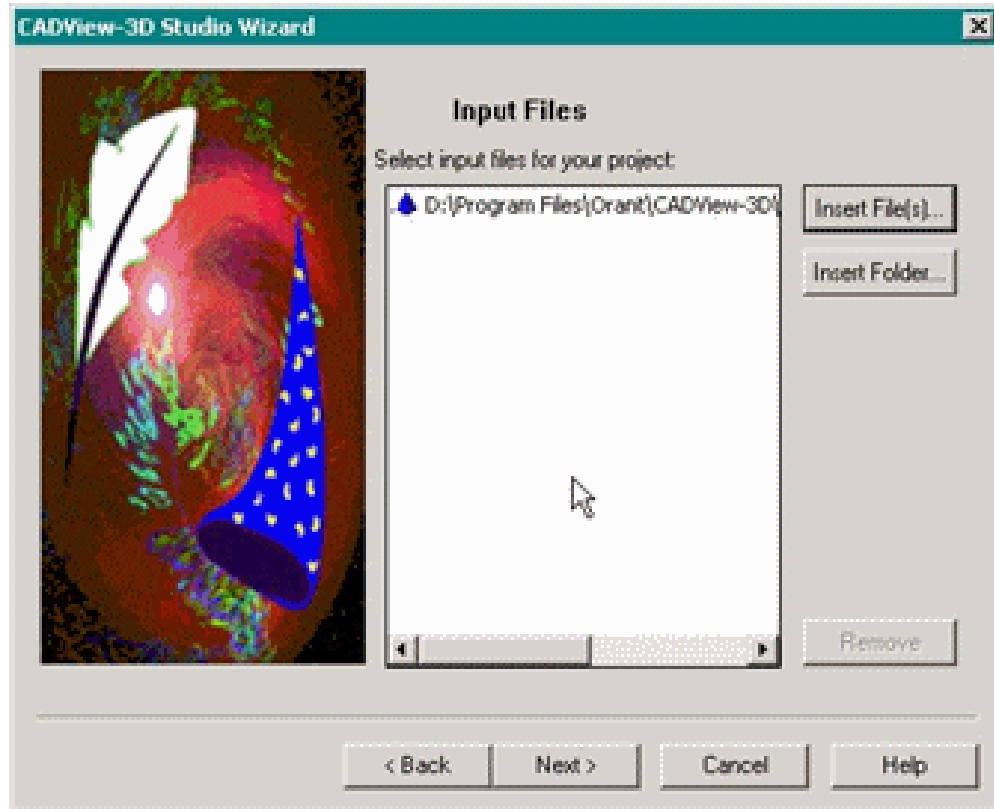 CADView-3D Studio Wizard
Input Files
Select input files for your project:
D:\Program Files\Orant\CADView-3D\
Insert File(s)...
Insert Folder...
Remove
< Back
Next >
Cancel
Help